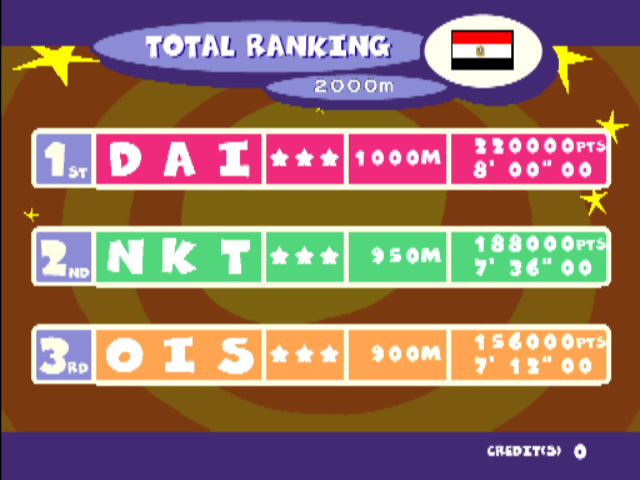 TOTAL RANKING
2000m
1ST DAI ★★★ 1000M 220000PTS
8' 00" 00
2ND NKT ★★★ 950M 188000PTS
7' 36" 00
3RD OIS ★★★ 900M 156000PTS
7' 12" 00
CREDIT(S) 0